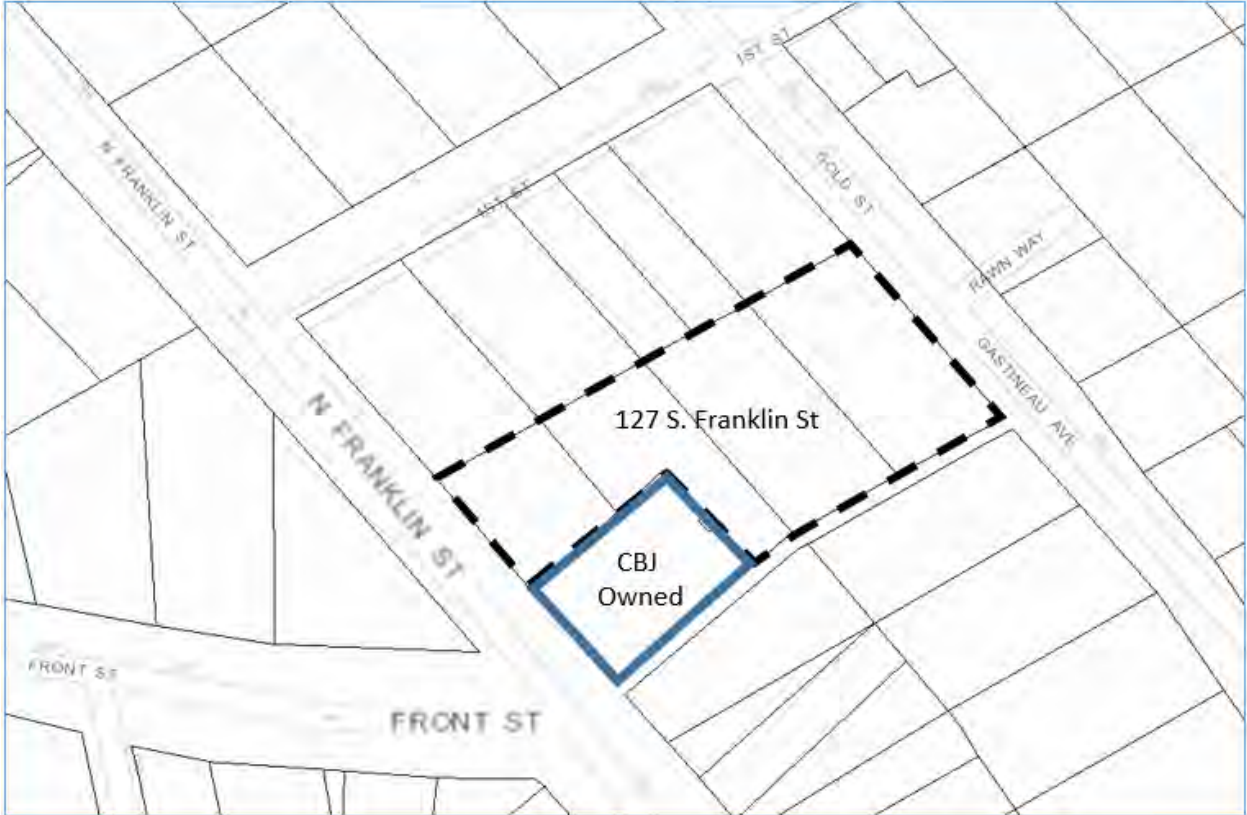 1ST ST
N FRANKLIN ST
GOLD ST
1ST ST
RAWN WAY
GASTINEAU AVE
127 S. Franklin St
N FRANKLIN ST
CBJ
Owned
FRONT ST
FRONT ST